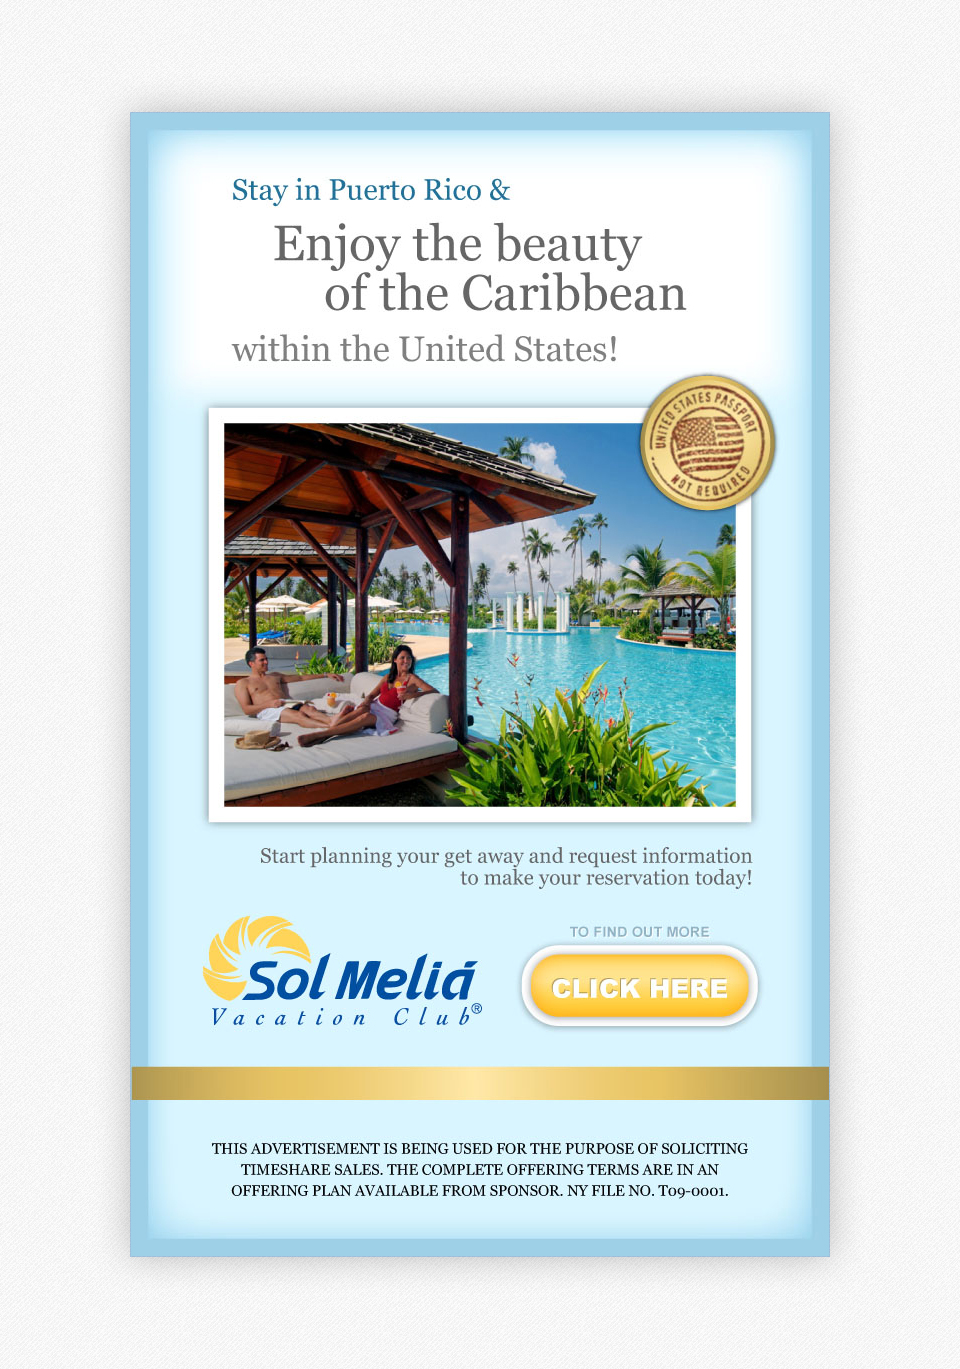 Stay in Puerto Rico &
Enjoy the beauty
of the Caribbean
within the United States!
UNITED STATES PASSPORT
NOT REQUIRED
Start planning your get away and request information
to make your reservation today!
TO FIND OUT MORE
CLICK HERE
Sol Meliá
Vacation Club®
THIS ADVERTISEMENT IS BEING USED FOR THE PURPOSE OF SOLICITING
TIMESHARE SALES. THE COMPLETE OFFERING TERMS ARE IN AN
OFFERING PLAN AVAILABLE FROM SPONSOR. NY FILE NO. T09-0001.